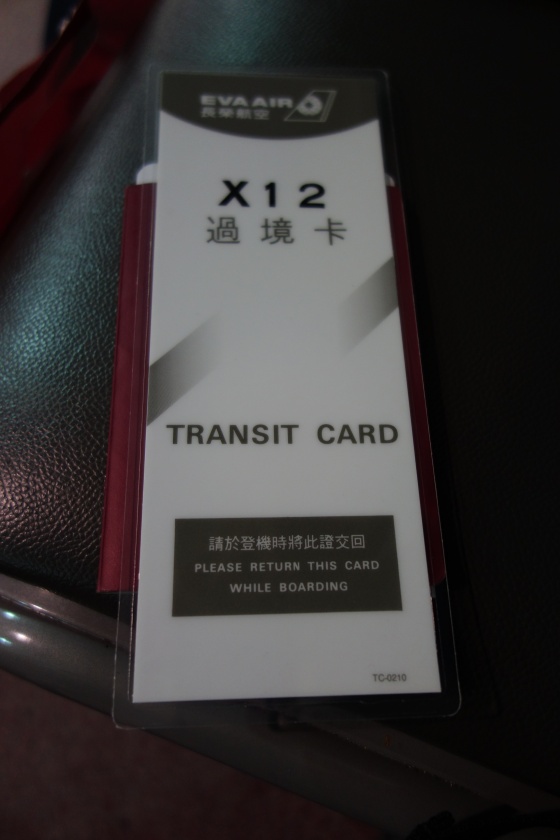 EVA AIR
長榮航空
X12
過境卡
TRANSIT CARD
請於登機時將此證交回
PLEASE RETURN THIS CARD
WHILE BOARDING
TC-0210